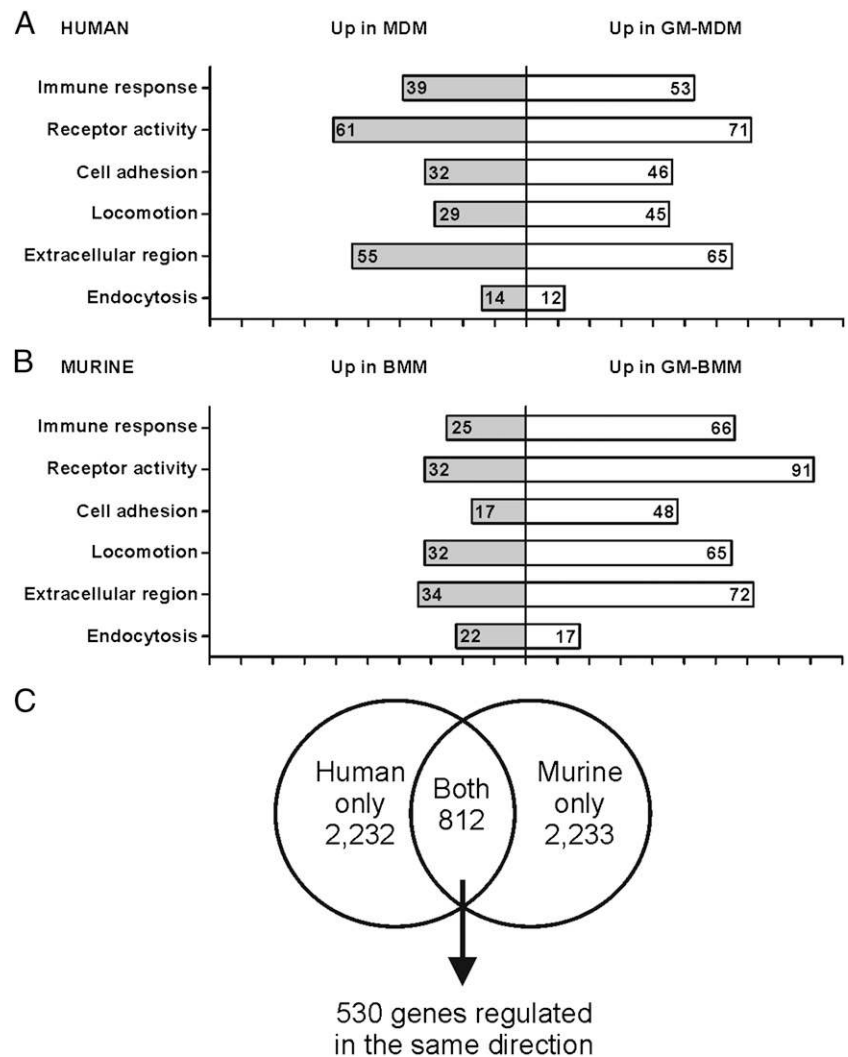 A HUMAN Up in MDM Up in GM-MDM
Immune response 39 53
Receptor activity 61 71
Cell adhesion 32 46
Locomotion 29 45
Extracellular region 55 65
Endocytosis 14 12
B MURINE Up in BMM Up in GM-BMM
Immune response 25 66
Receptor activity 32 91
Cell adhesion 17 48
Locomotion 32 65
Extracellular region 34 72
Endocytosis 22 17
C
Human
only
2,232
Both
812
Murine
only
2,233
530 genes regulated
in the same direction